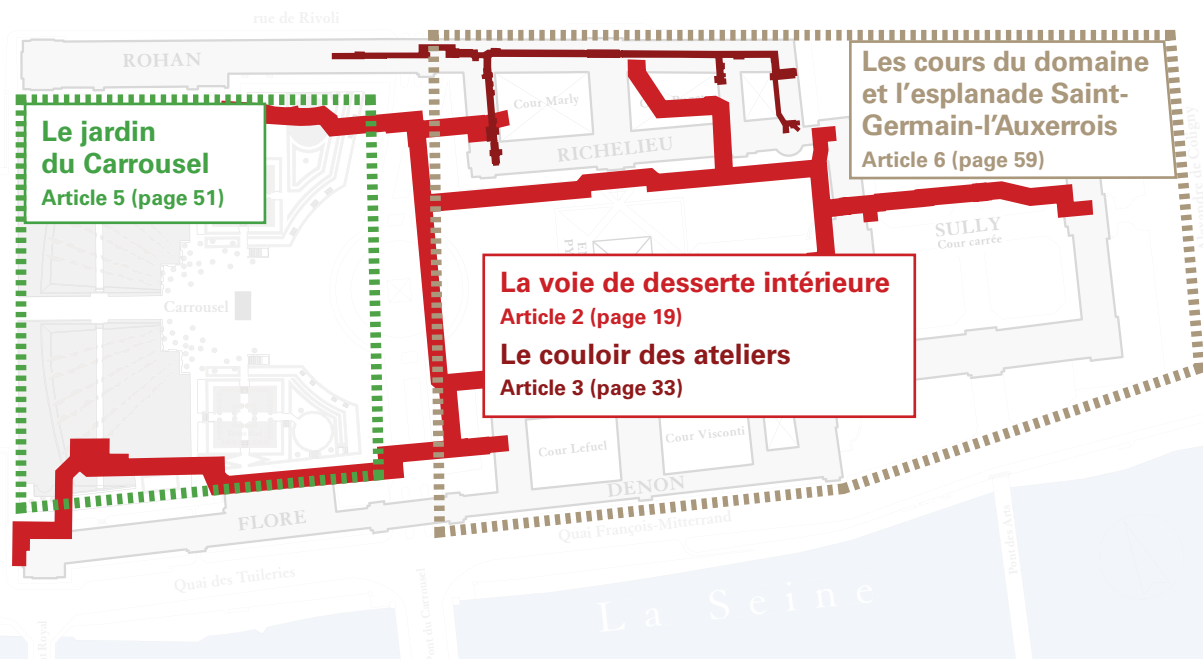 rue de Rivoli
ROHAN
Les cours du domaine
et l'esplanade Saint-
Germain-l'Auxerrois
Article 6 (page 59)
Le jardin
du Carrousel
Article 5 (page 51)
Cour Marly
RICHELIEU
SULLY
Cour carrée
Carrousel
La voie de desserte intérieure
Article 2 (page 19)
Le couloir des ateliers
Article 3 (page 33)
Cour Lefuel
Cour Visconti
DENON
FLORE
Quai François-Mitterrand
Quai des Tuileries
Pont du Carrousel
Pont des Arts
La Seine
Royal